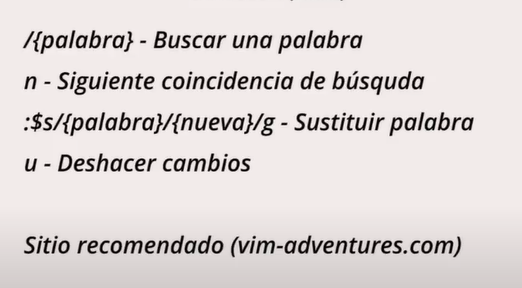 /{palabra} - Buscar una palabra
n - Siguiente coincidencia de búsquda
:$s/{palabra}/{nueva}/g - Sustituir palabra
u - Deshacer cambios
Sitio recomendado (vim-adventures.com)